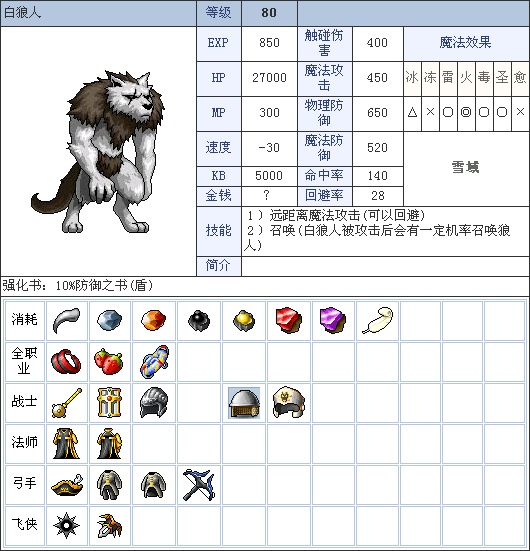 白狼人 等级 80
EXP 850 触碰伤害 400 魔法效果
HP 27000 魔法攻击 450 冰 冻 雷 火 毒 圣 愈
MP 300 物理防御 650 △ × ○ ◎ ○ ○ ×
速度 -30 魔法防御 520 雪域
KB 5000 命中率 140
金钱 ? 回避率 28
技能 1）远距离魔法攻击(可以回避)
2）召唤(白狼人被攻击后会有一定机率召唤狼人)
简介
强化书: 10%防御之书(盾)
消耗
全职业
战士
法师
弓手
飞侠